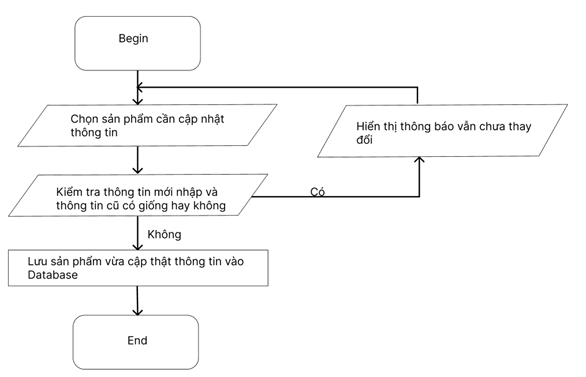 Begin
Chọn sản phẩm cần cập nhật
thông tin
Hiển thị thông báo vẫn chưa thay
đổi
Kiểm tra thông tin mới nhập và
thông tin cũ có giống hay không
Có
Không
Lưu sản phẩm vừa cập thật thông tin vào
Database
End